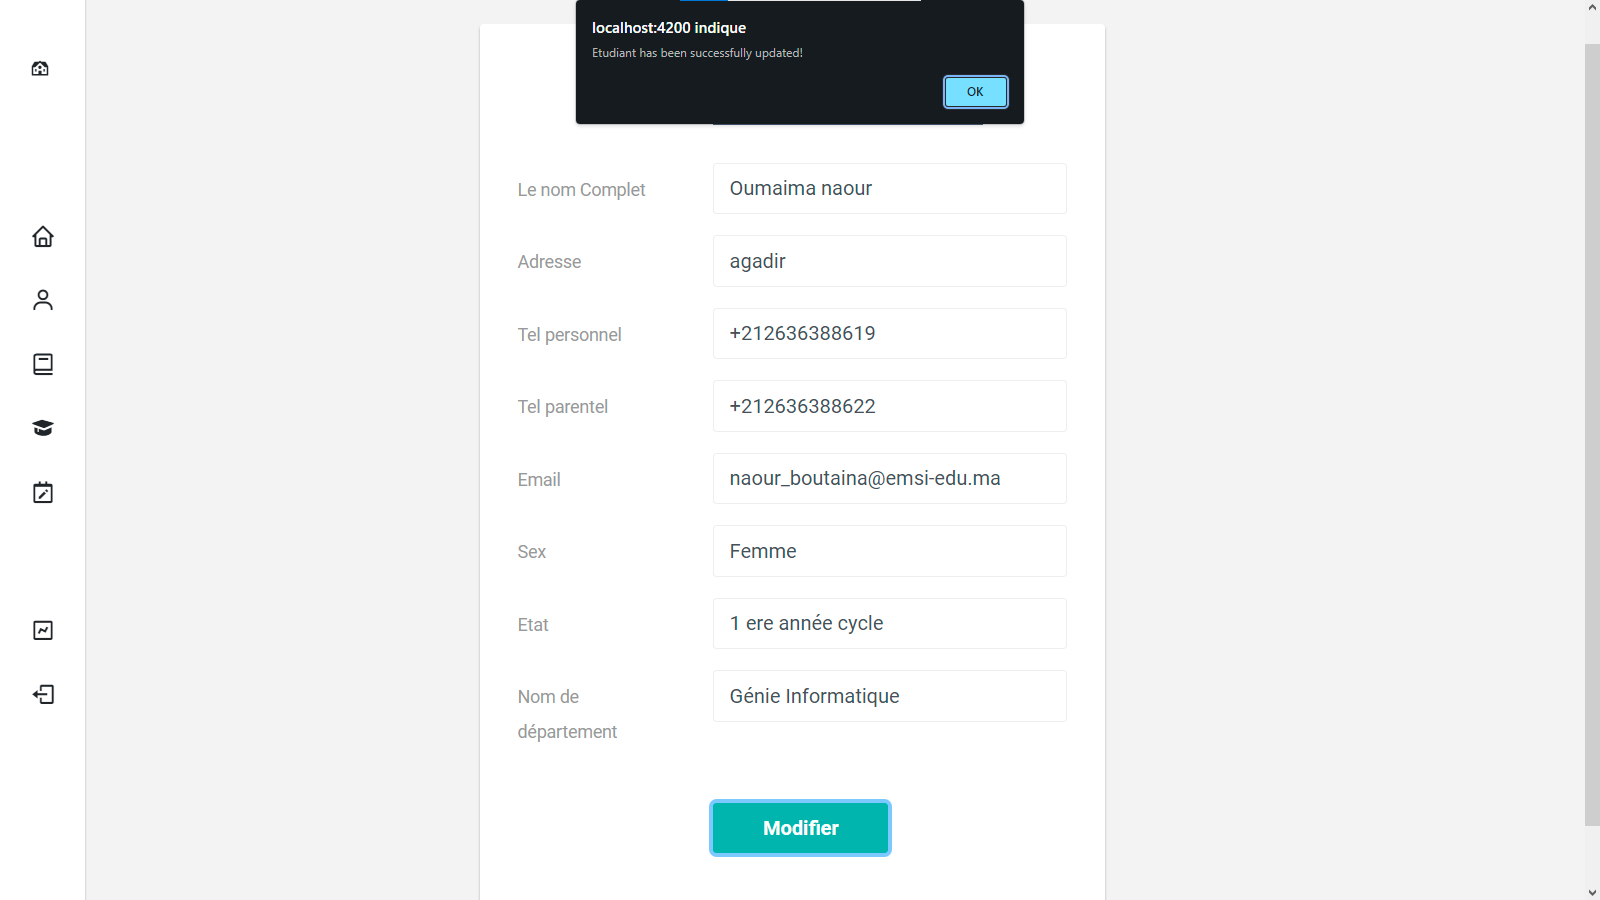 localhost:4200 indique
Etudiant has been successfully updated!
OK
Le nom Complet
Oumaima naour
Adresse
agadir
Tel personnel
+212636388619
Tel parentel
+212636388622
Email
naour_boutaina@emsi-edu.ma
Sex
Femme
Etat
1 ere année cycle
Nom de
département
Génie Informatique
Modifier